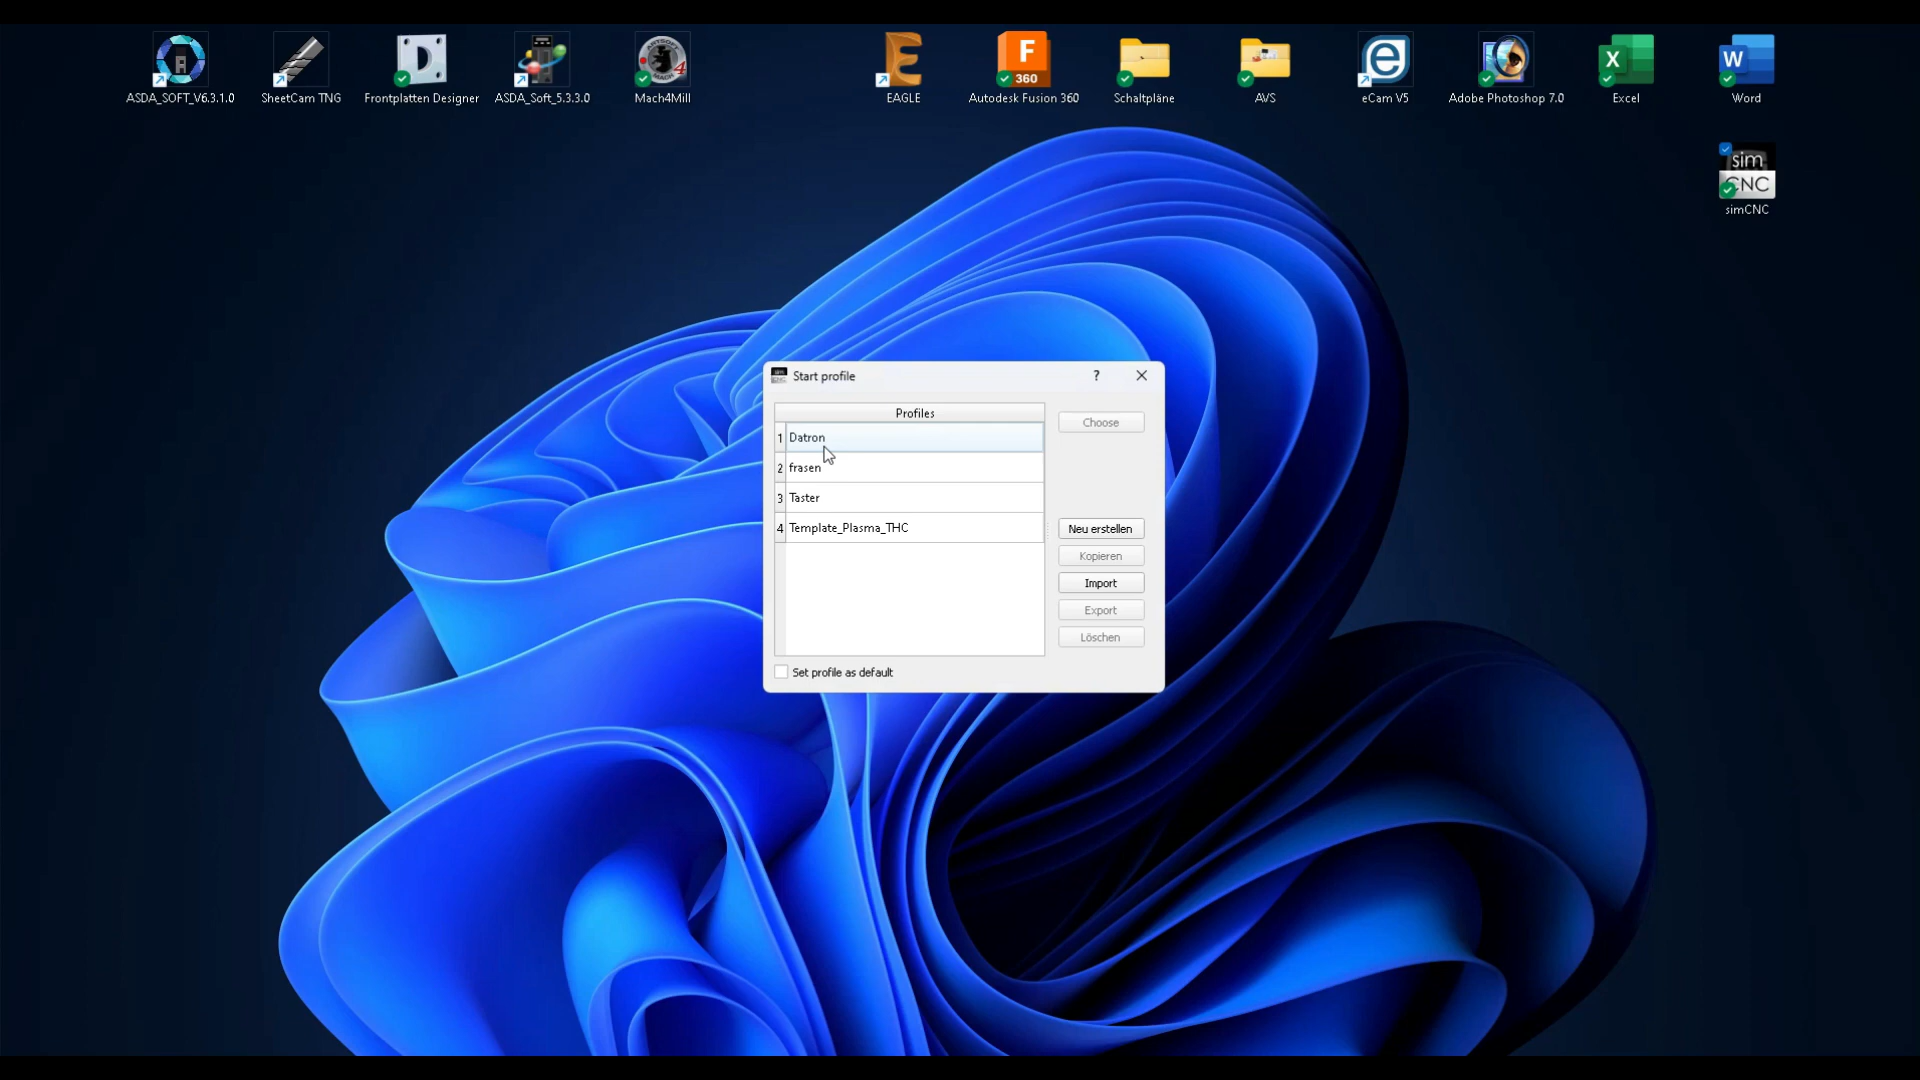 ASDA_SOFT_V6.3.1.0
SheetCam TNG
Frontplatten Designer
ASDA_Soft_5.3.3.0
Mach4Mill
EAGLE
F
360
Autodesk Fusion 360
Schaltpläne
AVS
eCam V5
Adobe Photoshop 7.0
X
Excel
W
Word
sim
CNC
simCNC
Start profile
?
Profiles
1 Datron
2 frasen
3 Taster
4 Template_Plasma_THC
Choose
Neu erstellen
Kopieren
Import
Export
Löschen
Set profile as default